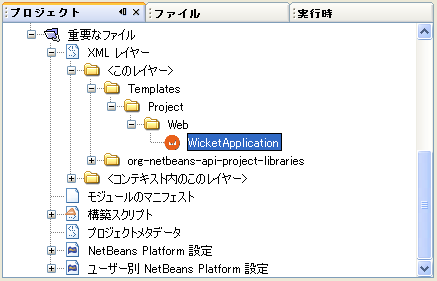 プロジェクト ファイル 実行時
重要なファイル
XML レイヤー
<このレイヤー>
Templates
Project
Web
WicketApplication
org-netbeans-api-project-libraries
<コンテキスト内のこのレイヤー>
モジュールのマニフェスト
構築スクリプト
プロジェクトメタデータ
NetBeans Platform 設定
ユーザー別 NetBeans Platform 設定